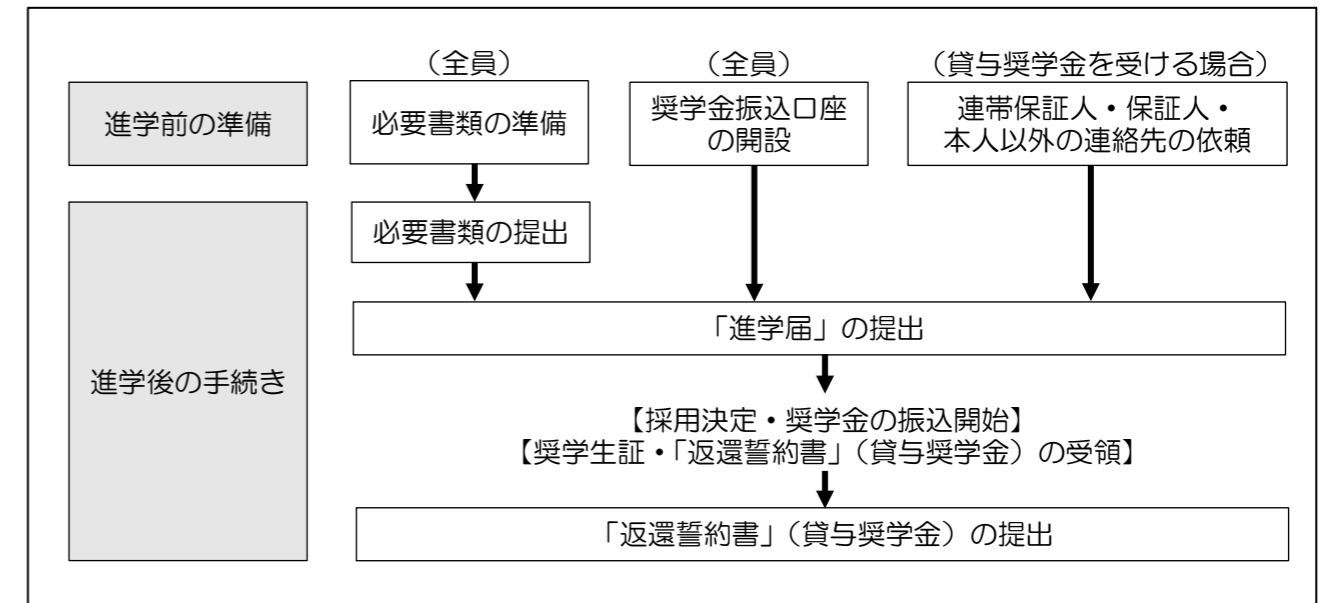 （全員）
（全員）
（貸与奨学金を受ける場合）
進学前の準備
必要書類の準備
奨学金振込口座
の開設
連帯保証人・保証人・
本人以外の連絡先の依頼
進学後の手続き
必要書類の提出
「進学届」の提出
【採用決定・奨学金の振込開始】
【奨学生証・「返還誓約書」（貸与奨学金）の受領】
「返還誓約書」（貸与奨学金）の提出